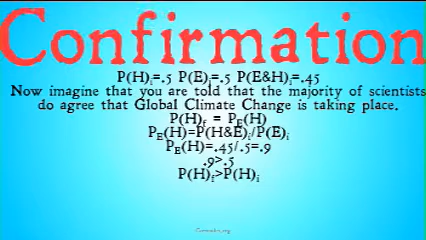 Confirmation
P(H)ᵢ=.5 P(E)ᵢ=.5 P(E&H)ᵢ=.45
Now imagine that you are told that the majority of scientists
do agree that Global Climate Change is taking place.
P(H)f = PE(H)
PE(H)=P(H&E)ᵢ/P(E)ᵢ
PE(H)=.45/.5=.9
.9>.5
P(H)f>P(H)ᵢ